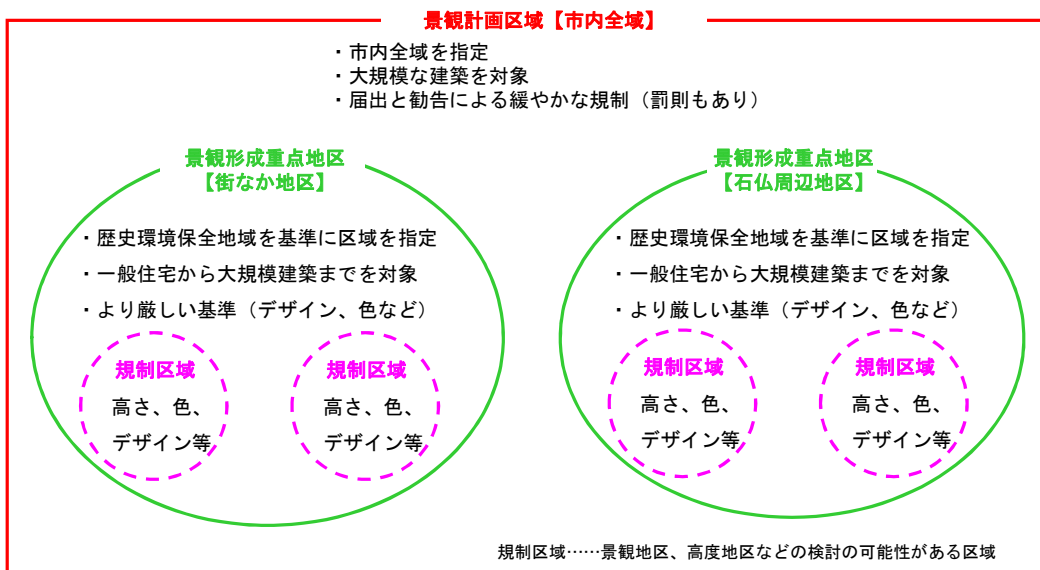 景観計画区域【市内全域】
・市内全域を指定
・大規模な建築を対象
・届出と勧告による緩やかな規制（罰則もあり）
景観形成重点地区
【街なか地区】
・歴史環境保全地域を基準に区域を指定
・一般住宅から大規模建築までを対象
・より厳しい基準（デザイン、色など）
規制区域
高さ、色、
デザイン等
規制区域
高さ、色、
デザイン等
景観形成重点地区
【石仏周辺地区】
・歴史環境保全地域を基準に区域を指定
・一般住宅から大規模建築までを対象
・より厳しい基準（デザイン、色など）
規制区域
高さ、色、
デザイン等
規制区域
高さ、色、
デザイン等
規制区域……景観地区、高度地区などの検討の可能性がある区域